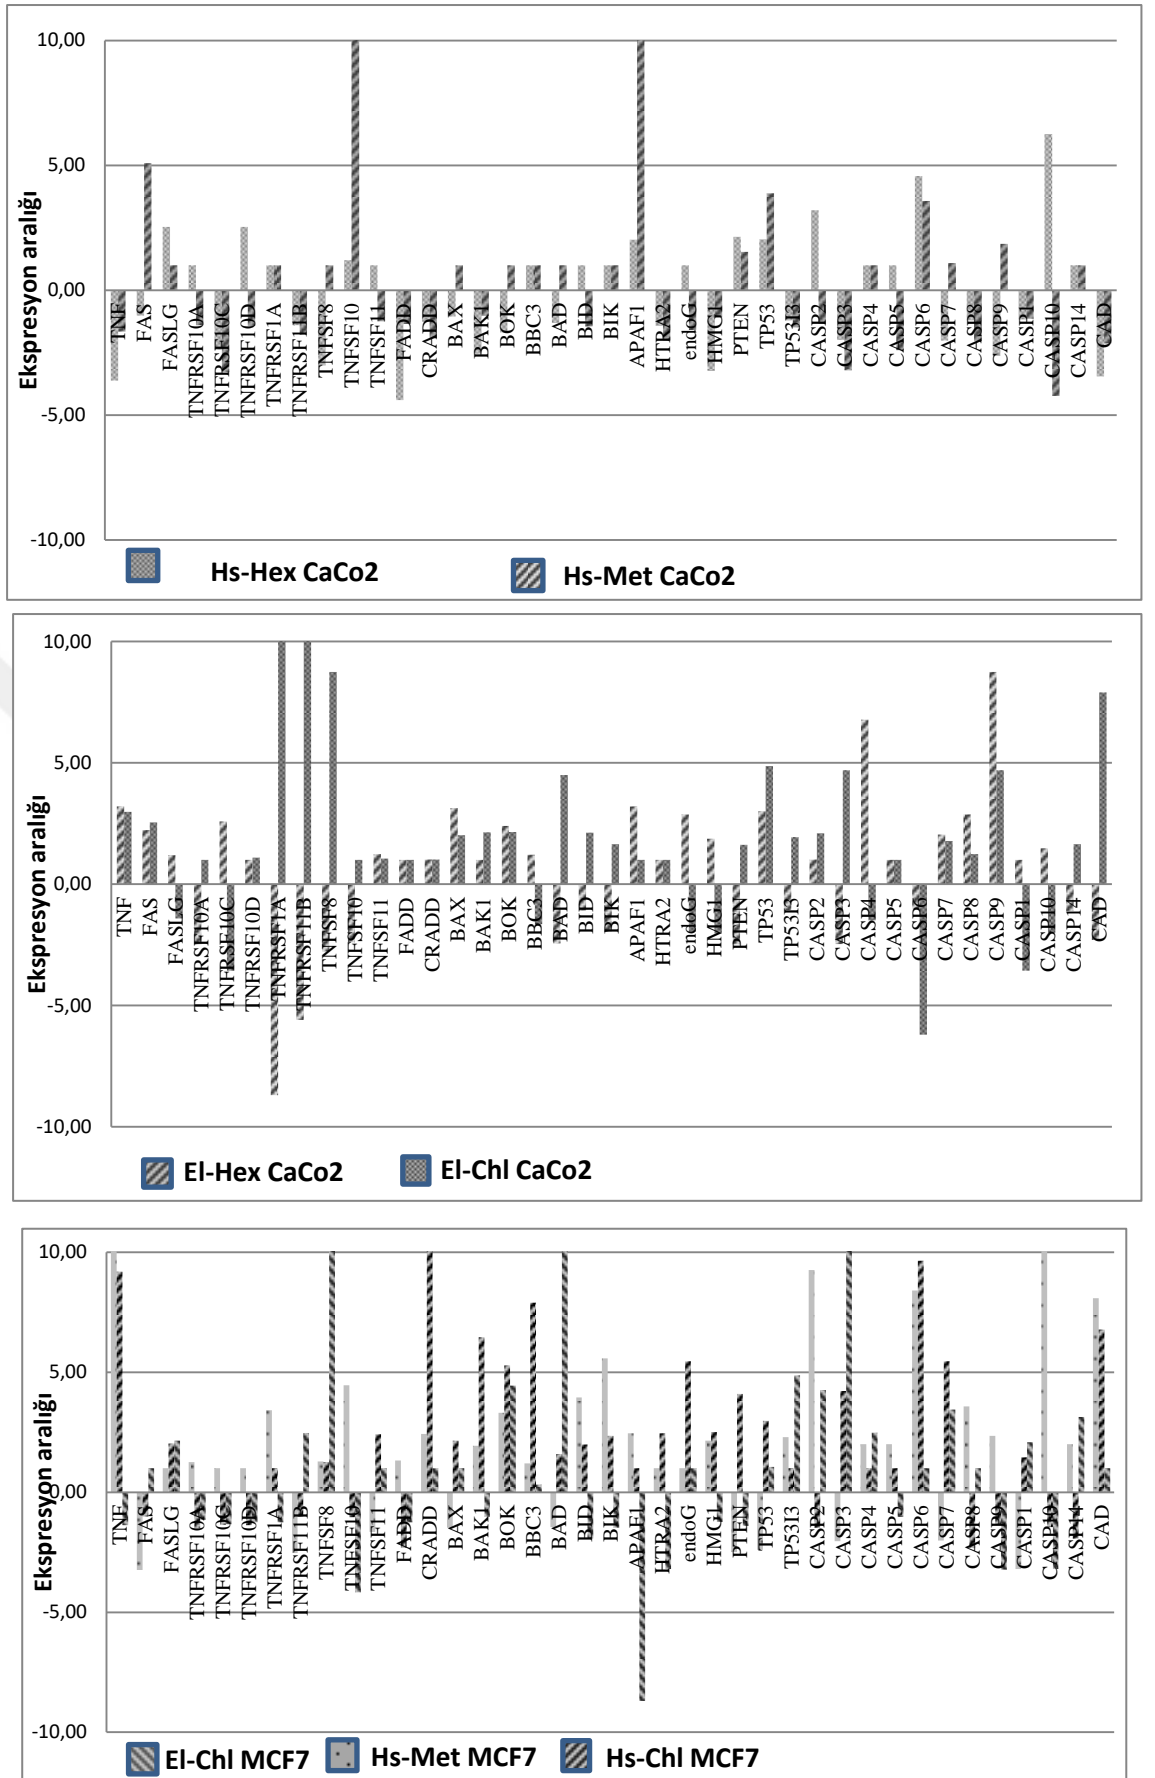 10,00
5,00
0,00
-5,00
-10,00
Ekspresyon aralığı
TNF
FAS
FASLG
TNFRSF10A
TNFRSF10C
TNFRSF10D
TNFRSF1A
TNFRSF11B
TNFSF8
TNFSF10
TNFSF11
FADD
CRADD
BAX
BAK1
BOK
BBC3
BAD
BID
BIK
APAF1
HTRA2
endoG
HMG1
PTEN
TP53
TP53I3
CASP2
CASP3
CASP4
CASP5
CASP6
CASP7
CASP8
CASP9
CASP1
CASP10
CASP14
CAD
Hs-Hex CaCo2 Hs-Met CaCo2
10,00
5,00
0,00
-5,00
-10,00
Ekspresyon aralığı
TNF
FAS
FASLG
TNFRSF10A
TNFRSF10C
TNFRSF10D
TNFRSF1A
TNFRSF11B
TNFSF8
TNFSF10
TNFSF11
FADD
CRADD
BAX
BAK1
BOK
BBC3
BAD
BID
BIK
APAF1
HTRA2
endoG
HMG1
PTEN
TP53
TP53I3
CASP2
CASP3
CASP4
CASP5
CASP6
CASP7
CASP8
CASP9
CASP1
CASP10
CASP14
CAD
El-Hex CaCo2 El-Chl CaCo2
10,00
5,00
0,00
-5,00
-10,00
Ekspresyon aralığı
TNF
FAS
FASLG
TNFRSF10A
TNFRSF10C
TNFRSF10D
TNFRSF1A
TNFRSF11B
TNFSF8
TNFSF10
TNFSF11
FADD
CRADD
BAX
BAK1
BOK
BBC3
BAD
BID
BIK
APAF1
HTRA2
endoG
HMG1
PTEN
TP53
TP53I3
CASP2
CASP3
CASP4
CASP5
CASP6
CASP7
CASP8
CASP9
CASP1
CASP10
CASP14
CAD
El-Chl MCF7 Hs-Met MCF7 Hs-Chl MCF7